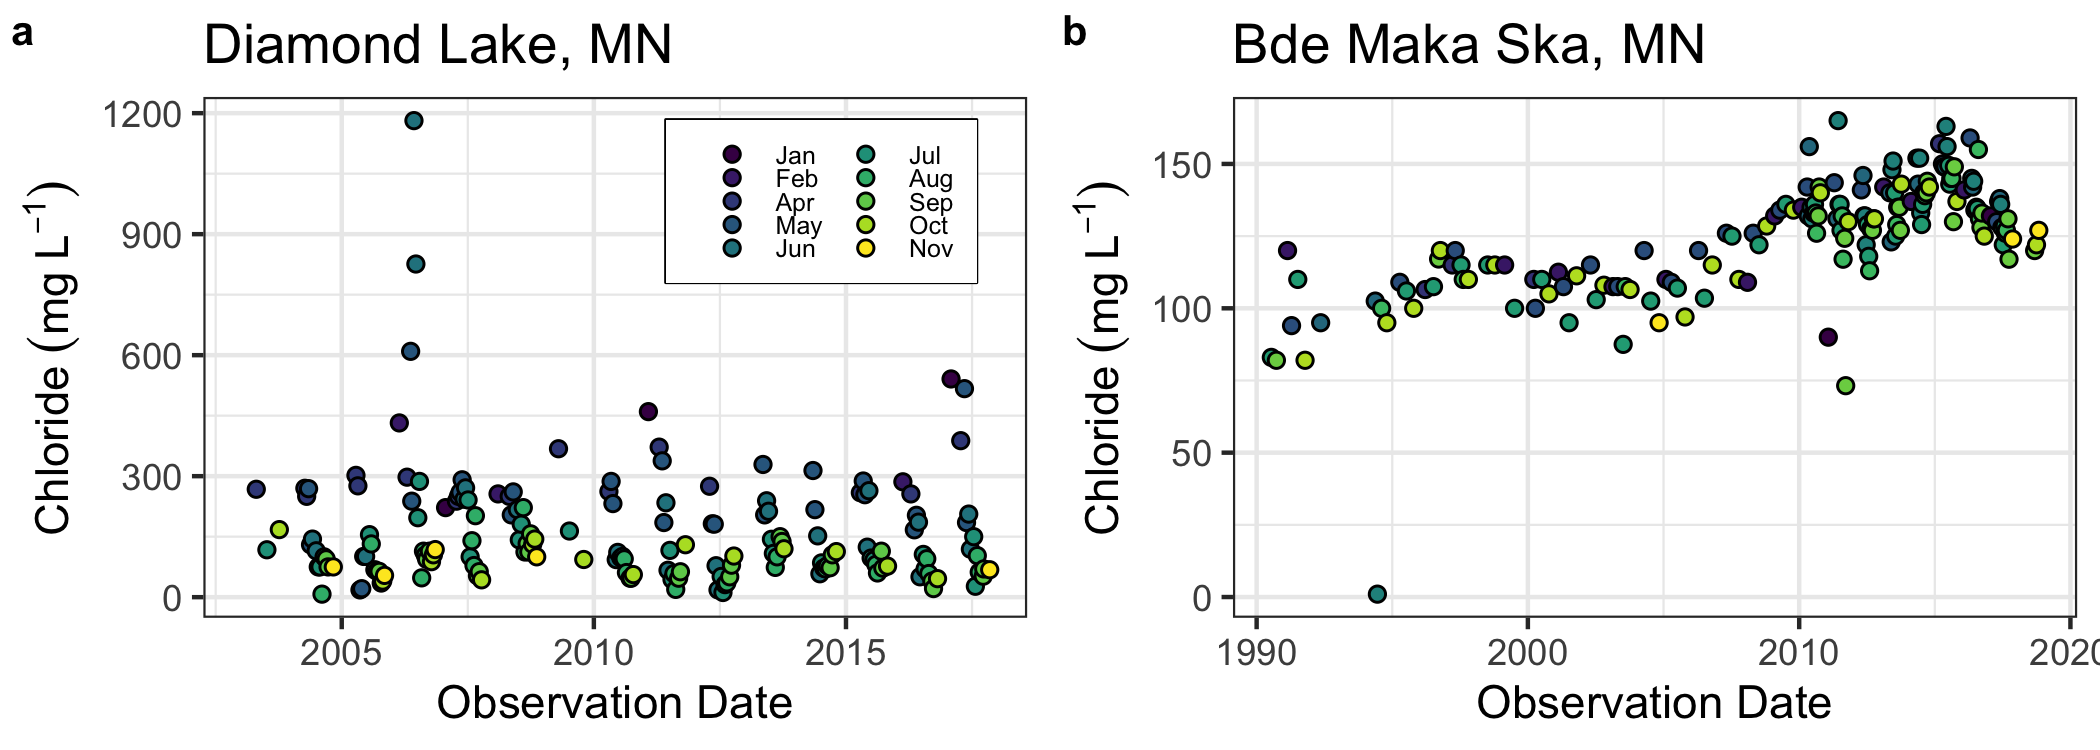 a
Diamond Lake, MN
Chloride (mg L⁻¹)
1200
900
600
300
0
Jan
Feb
Apr
May
Jun
Jul
Aug
Sep
Oct
Nov
2005
2010
2015
Observation Date
b
Bde Maka Ska, MN
Chloride (mg L⁻¹)
150
100
50
0
1990
2000
2010
2020
Observation Date